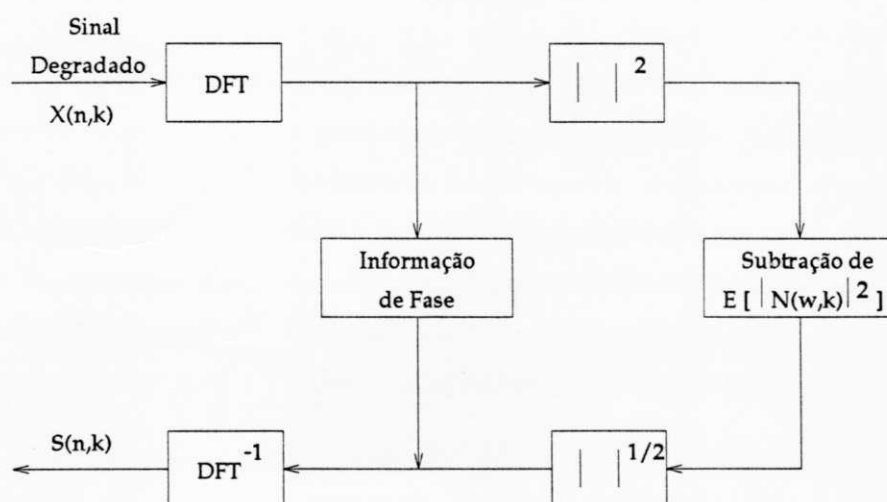 Sinal
Degradado
X(n,k)
DFT
| | 2
Informação
de Fase
Subtração de
E [ | N(w,k)| 2 ]
S(n,k)
DFT -1
| | 1/2